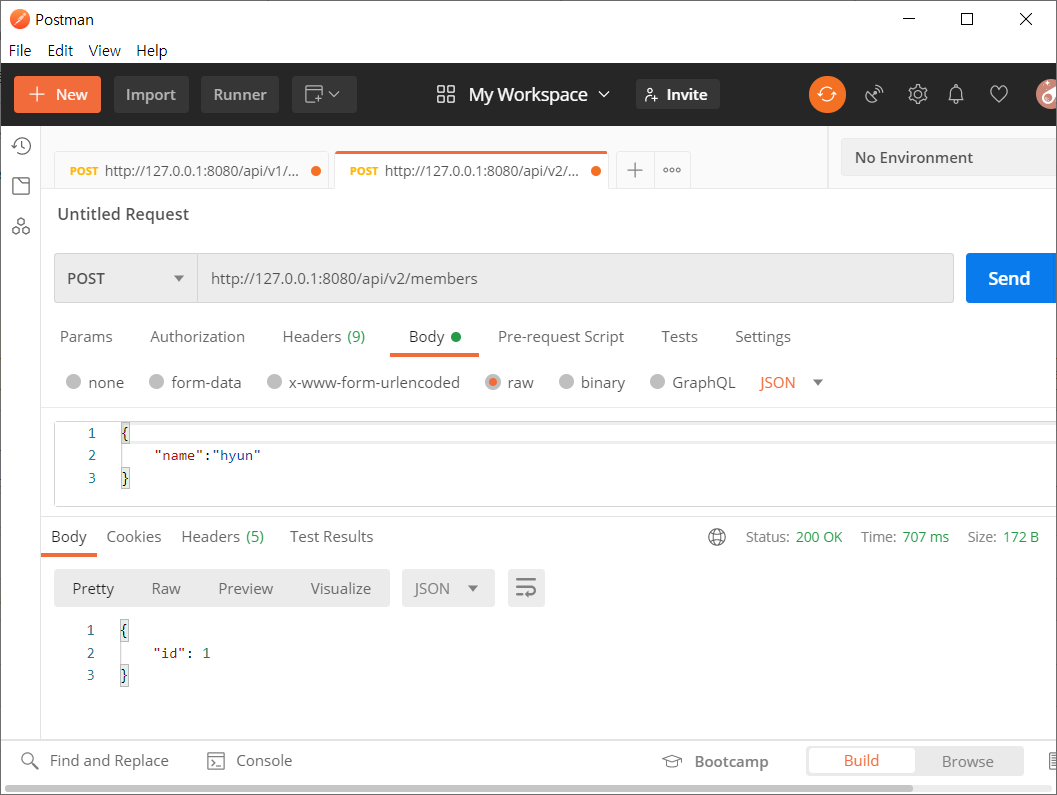 Postman
File Edit View Help
New Import Runner My Workspace Invite
POST http://127.0.0.1:8080/api/v1/... POST http://127.0.0.1:8080/api/v2/... No Environment
Untitled Request
POST http://127.0.0.1:8080/api/v2/members Send
Params Authorization Headers (9) Body Pre-request Script Tests Settings
none form-data x-www-form-urlencoded raw binary GraphQL JSON
1 {
2 "name":"hyun"
3 }
Body Cookies Headers (5) Test Results Status: 200 OK Time: 707 ms Size: 172 B
Pretty Raw Preview Visualize JSON
1 {
2 "id": 1
3 }
Find and Replace Console Bootcamp Build Browse